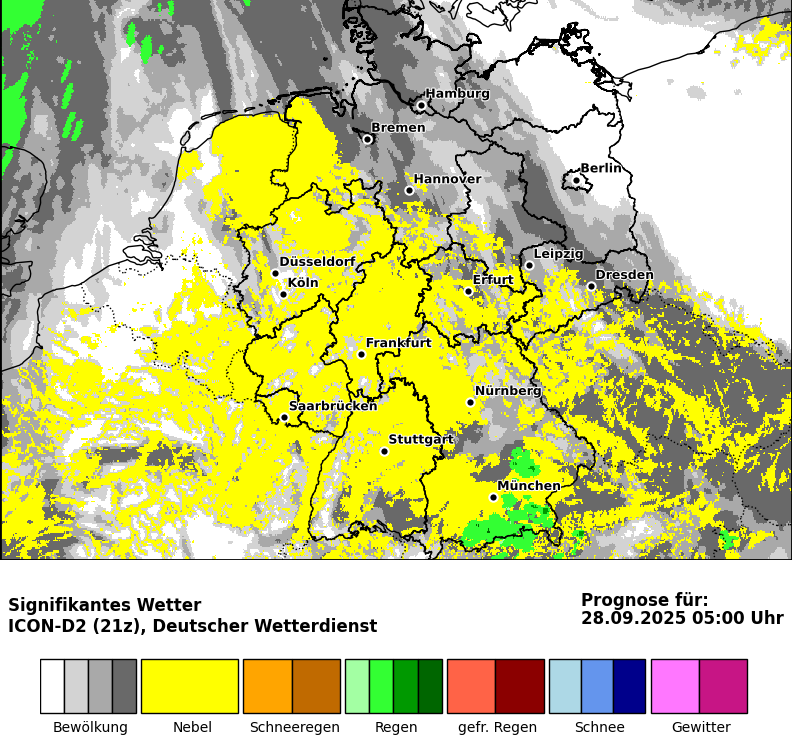 Hamburg
Bremen
Berlin
Hannover
Leipzig
Düsseldorf
Dresden
Köln
Erfurt
Frankfurt
Nürnberg
Saarbrücken
Stuttgart
München
Signifikantes Wetter
ICON-D2 (21z), Deutscher Wetterdienst
Prognose für:
28.09.2025 05:00 Uhr
Bewölkung Nebel Schneeregen Regen gefr. Regen Schnee Gewitter